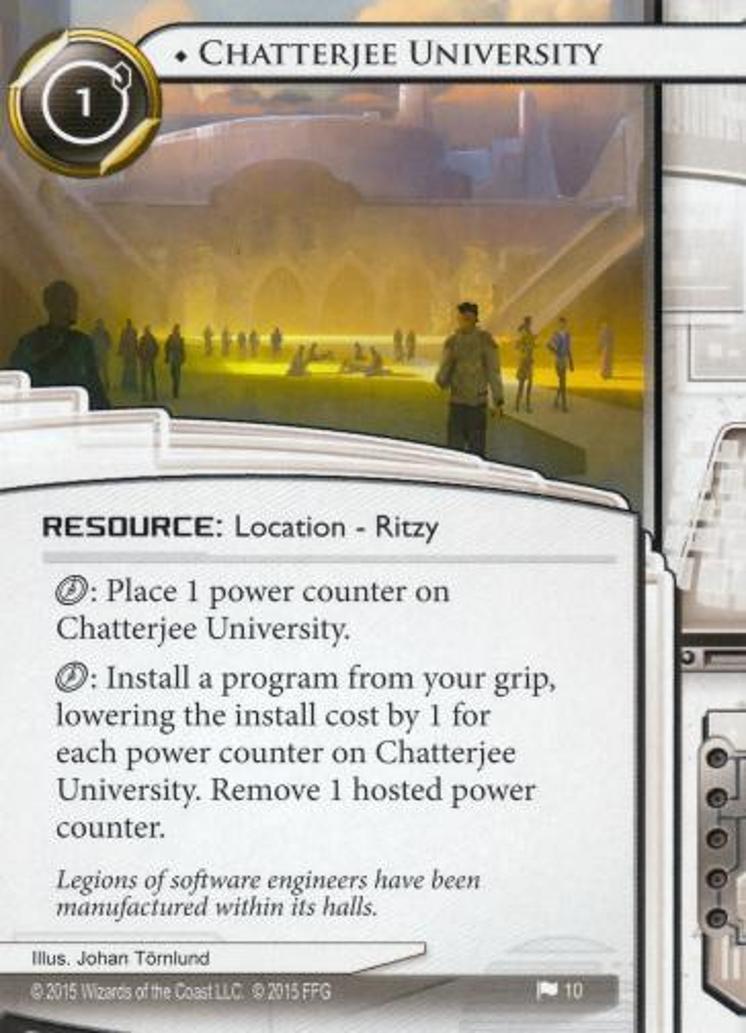 ♦ CHATTERJEE UNIVERSITY
1
RESOURCE: Location - Ritzy
: Place 1 power counter on
Chatterjee University.
: Install a program from your grip,
lowering the install cost by 1 for
each power counter on Chatterjee
University. Remove 1 hosted power
counter.
Legions of software engineers have been
manufactured within its halls.
Illus. Johan Törnlund
© 2015 Wizards of the Coast LLC. © 2015 FFG
10